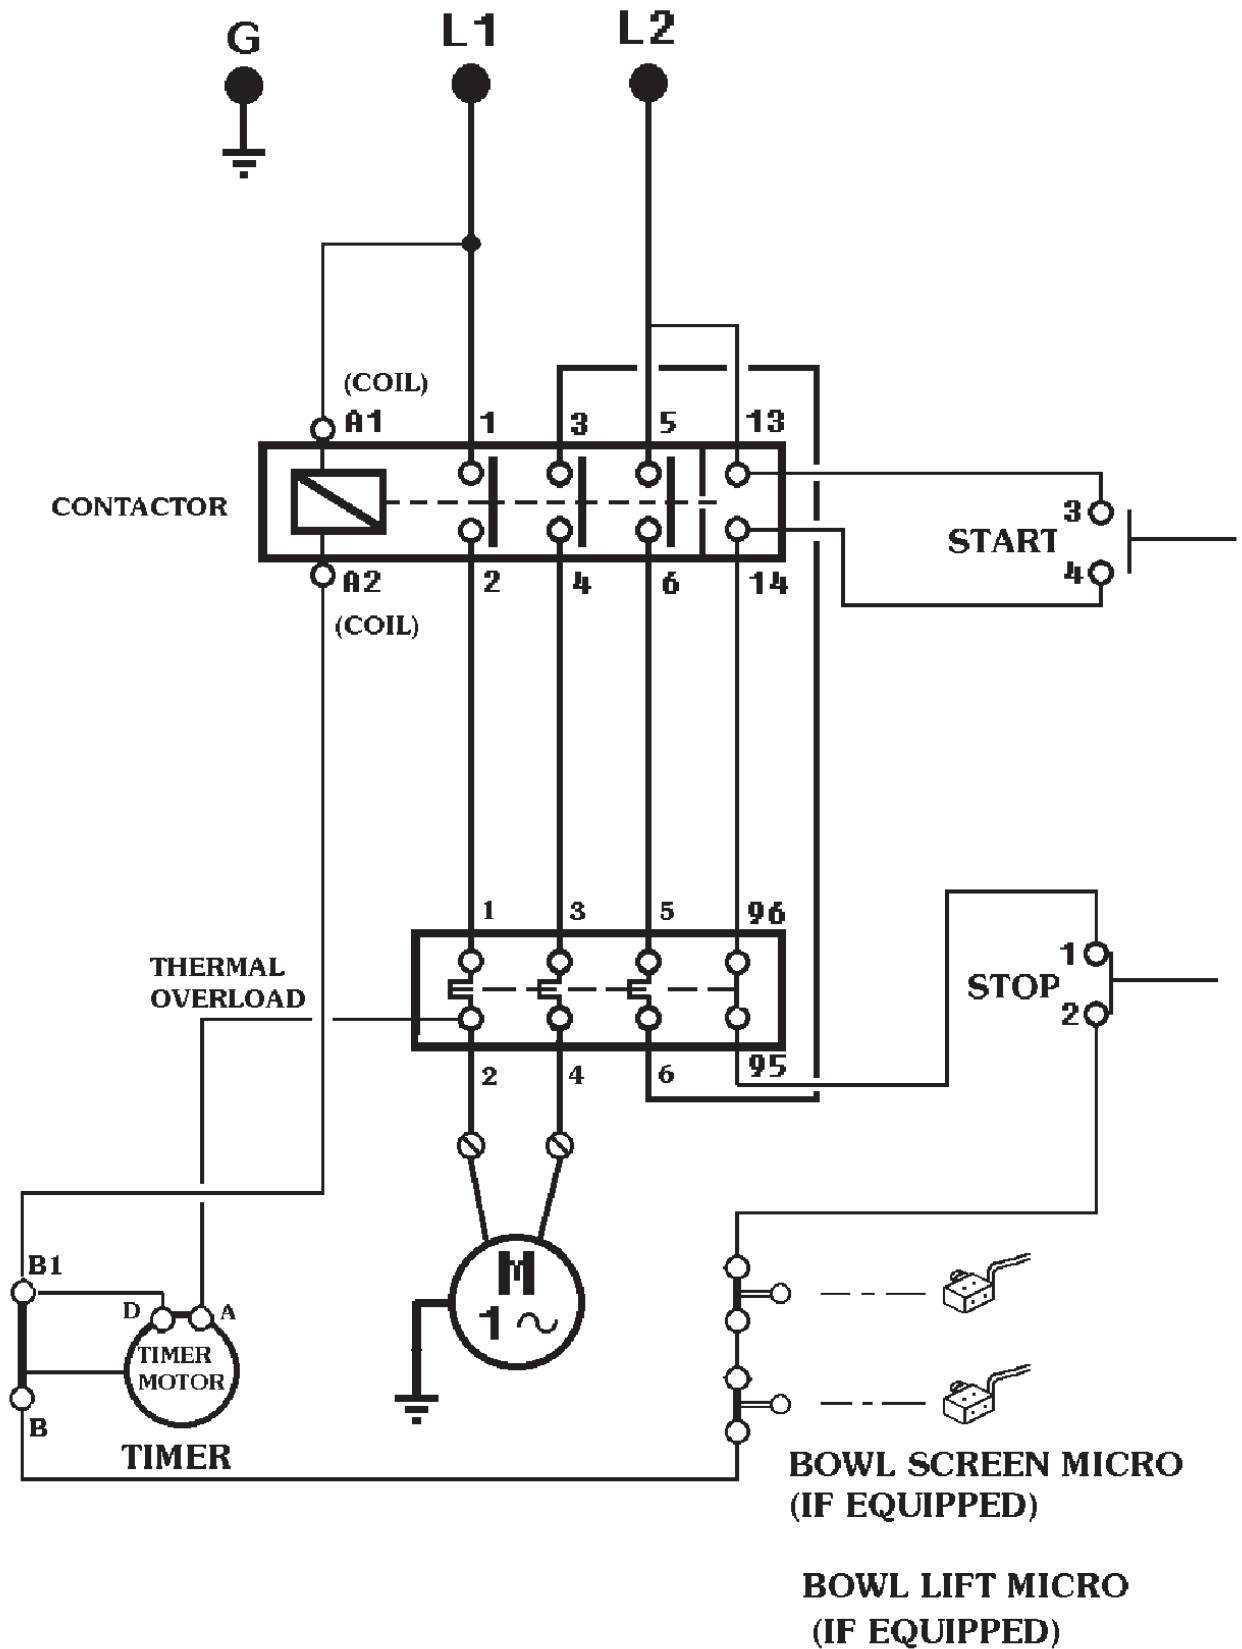 G L1 L2
(COIL)
A1 1 3 5 13
CONTACTOR
3
START
4
A2 2 4 6 14
(COIL)
1 3 5 96
THERMAL
OVERLOAD
1
STOP
2
2 4 6 95
B1
D A
TIMER
MOTOR
B
TIMER
M
1
BOWL SCREEN MICRO
(IF EQUIPPED)
BOWL LIFT MICRO
(IF EQUIPPED)